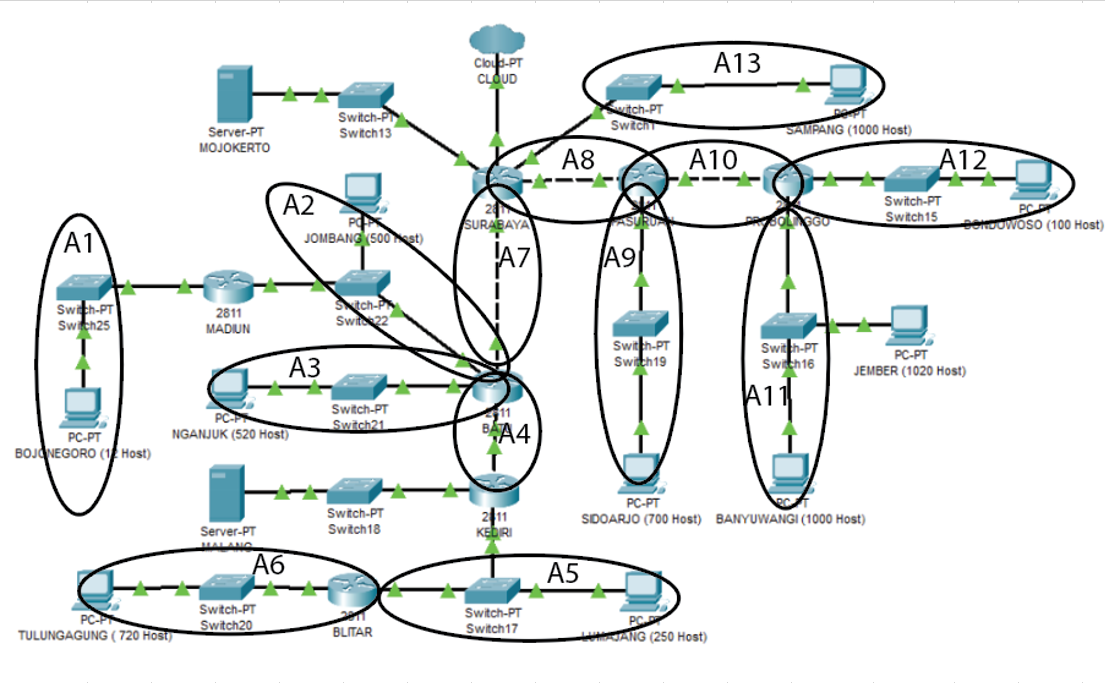 Cloud-PT
CLOUD
A13
Switch-PT
Switch1
PC-PT
SAMPANG (1000 Host)
Server-PT
MOJOKERTO
Switch-PT
Switch13
A8
A10
A12
2811
SURABAYA
2811
PASURUAN
2811
PROBOLINGGO
Switch-PT
Switch15
PC-PT
BONDOWOSO (100 Host)
A2
PC-PT
JOMBANG (500 Host)
A1
Switch-PT
Switch25
2811
MADIUN
Switch-PT
Switch22
A7
A9
Switch-PT
Switch19
Switch-PT
Switch16
PC-PT
JEMBER (1020 Host)
A3
PC-PT
NGANJUK (520 Host)
Switch-PT
Switch21
2811
A4
A11
PC-PT
BOJONEGORO (12 Host)
Server-PT
MALANG
Switch-PT
Switch18
2811
KEDIRI
PC-PT
SIDOARJO (700 Host)
PC-PT
BANYUWANGI (1000 Host)
A6
A5
PC-PT
TULUNGAGUNG ( 720 Host)
Switch-PT
Switch20
2811
BLITAR
Switch-PT
Switch17
PC-PT
LUMAJANG (250 Host)